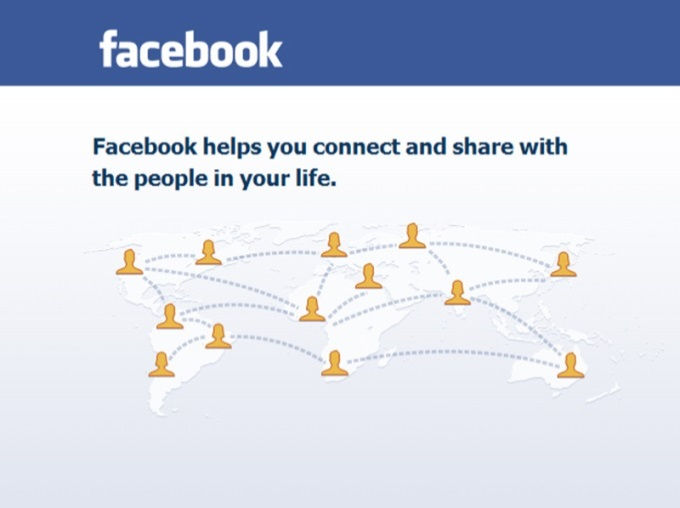 facebook
Facebook helps you connect and share with
the people in your life.